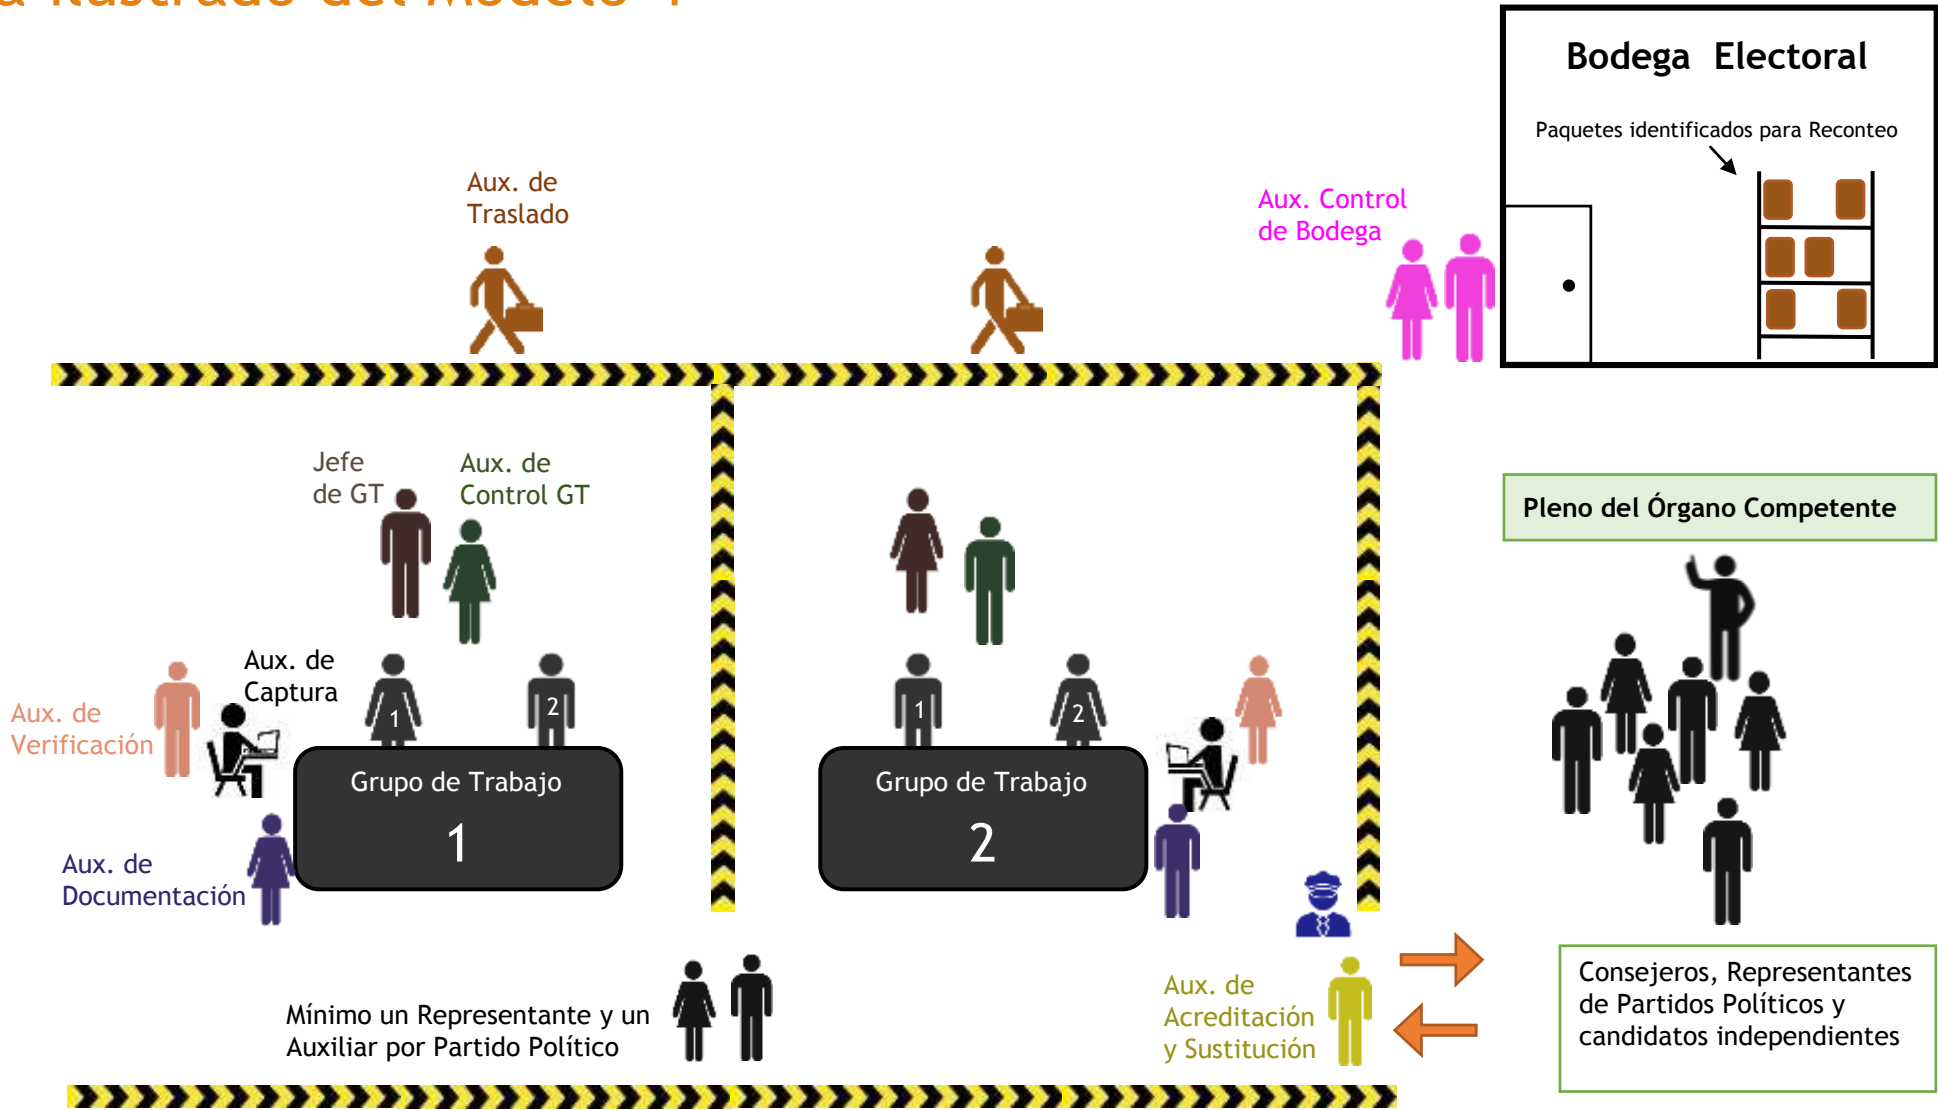 Ilustrado del Modelo
Bodega Electoral
Paquetes identificados para Reconteo
Aux. de
Traslado
Aux. Control
de Bodega
Jefe
de GT
Aux. de
Control GT
Pleno del Órgano Competente
Aux. de
Captura
1
2
1
2
Aux. de
Verificación
Grupo de Trabajo
1
Grupo de Trabajo
2
Aux. de
Documentación
Mínimo un Representante y un
Auxiliar por Partido Político
Aux. de
Acreditación
y Sustitución
Consejeros, Representantes
de Partidos Políticos y
candidatos independientes